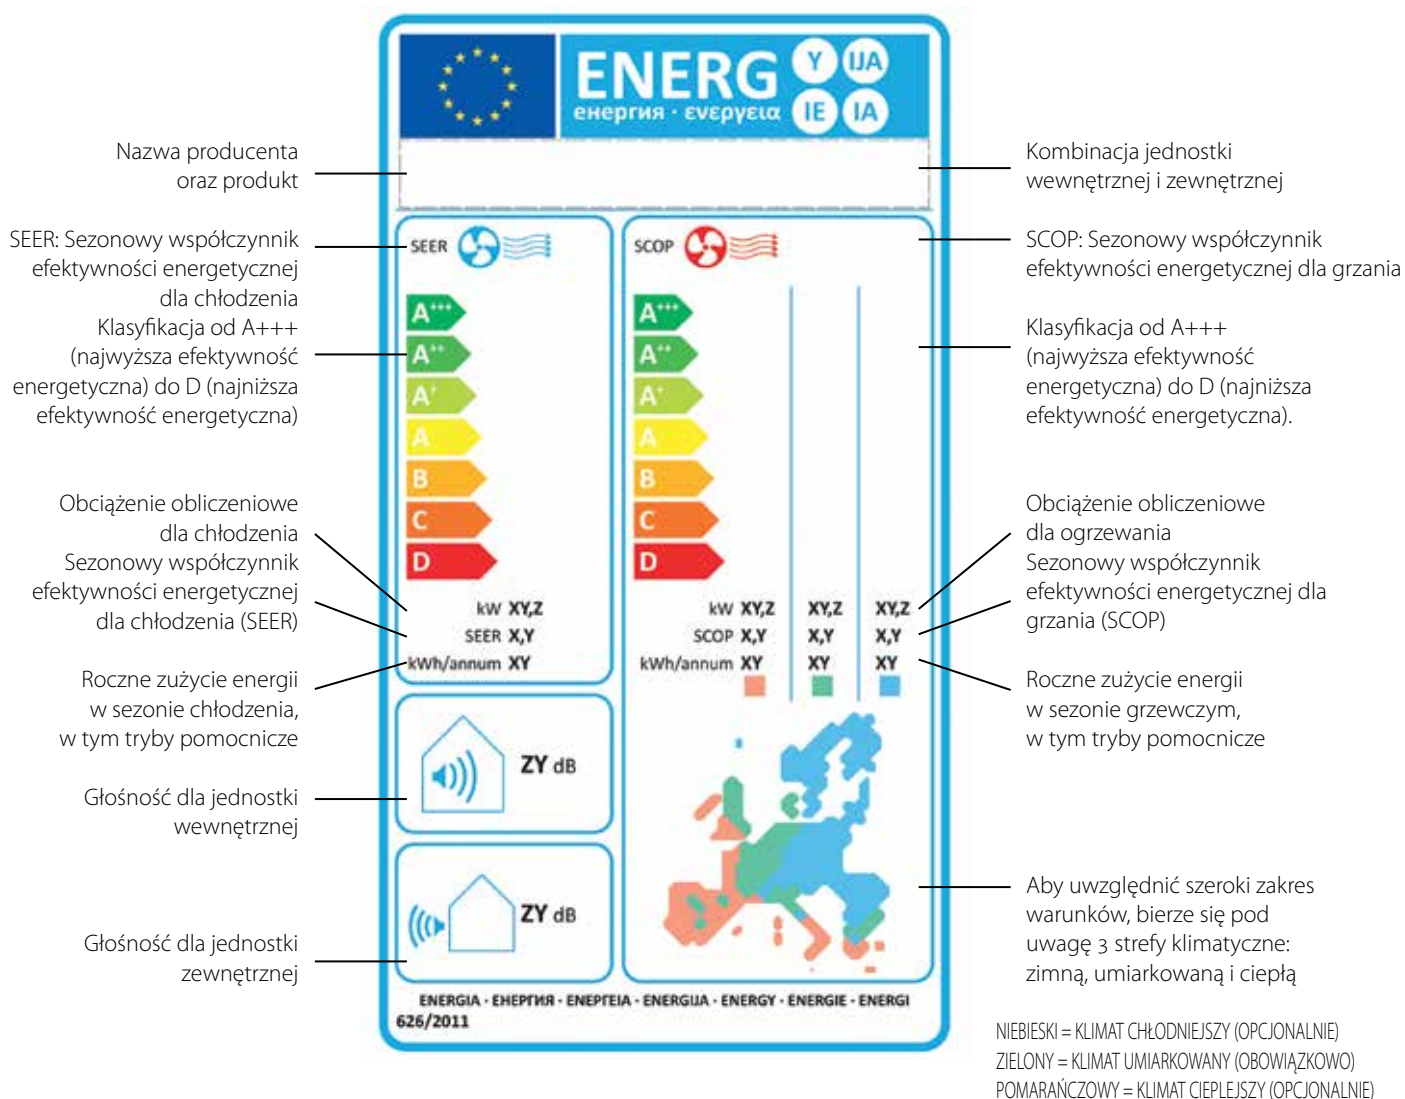 ENERG Y IJA
енергия · ενεργεια IE IA
Nazwa producenta
oraz produkt
Kombinacja jednostki
wewnętrznej i zewnętrznej
SEER: Sezonowy współczynnik
efektywności energetycznej
dla chłodzenia
Klasyfikacja od A+++
(najwyższa efektywność
energetyczna) do D (najniższa
efektywność energetyczna)
Obciążenie obliczeniowe
dla chłodzenia
Sezonowy współczynnik
efektywności energetycznej
dla chłodzenia (SEER)
Roczne zużycie energii
w sezonie chłodzenia,
w tym tryby pomocnicze
Głośność dla jednostki
wewnętrznej
Głośność dla jednostki
zewnętrznej
SEER
A+++
A++
A+
A
B
C
D
kW XY,Z
SEER X,Y
kWh/annum XY
ZY dB
ZY dB
SCOP
A+++
A++
A+
A
B
C
D
kW XY,Z XY,Z XY,Z
SCOP X,Y X,Y X,Y
kWh/annum XY XY XY
SCOP: Sezonowy współczynnik
efektywności energetycznej dla grzania
Klasyfikacja od A+++
(najwyższa efektywność
energetyczna) do D (najniższa
efektywność energetyczna).
Obciążenie obliczeniowe
dla ogrzewania
Sezonowy współczynnik
efektywności energetycznej dla
grzania (SCOP)
Roczne zużycie energii
w sezonie grzewczym,
w tym tryby pomocnicze
Aby uwzględnić szeroki zakres
warunków, bierze się pod
uwagę 3 strefy klimatyczne:
zimną, umiarkowaną i ciepłą
ENERGIA · ЕНЕРГИЯ · ΕΝΕΡΓΕΙΑ · ENERGIJA · ENERGY · ENERGIE · ENERGI
626/2011
NIEBIESKI = KLIMAT CHŁODNIEJSZY (OPCJONALNIE)
ZIELONY = KLIMAT UMIARKOWANY (OBOWIĄZKOWO)
POMARAŃCZOWY = KLIMAT CIEPLEJSZY (OPCJONALNIE)